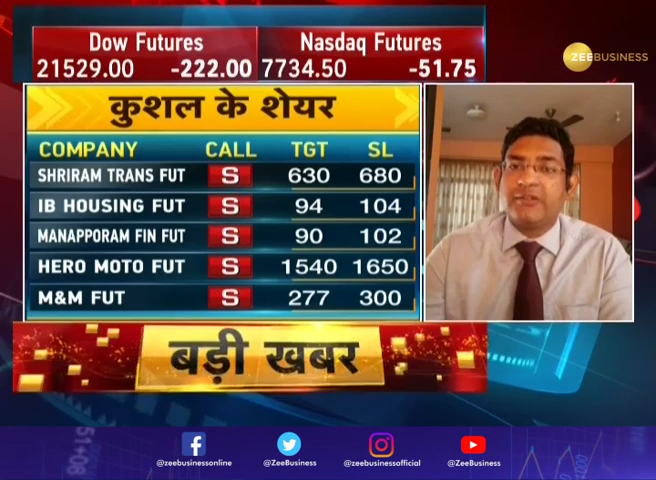 Dow Futures Nasdaq Futures
21529.00 -222.00 7734.50 -51.75
ZEEBUSINESS
कुशल के शेयर
COMPANY CALL TGT SL
SHRIRAM TRANS FUT S 630 680
IB HOUSING FUT S 94 104
MANAPPORAM FIN FUT S 90 102
HERO MOTO FUT S 1540 1650
M&M FUT S 277 300
बड़ी खबर
@zeebusinessonline @ZeeBusiness @zeebusinessofficial @ZeeBusiness